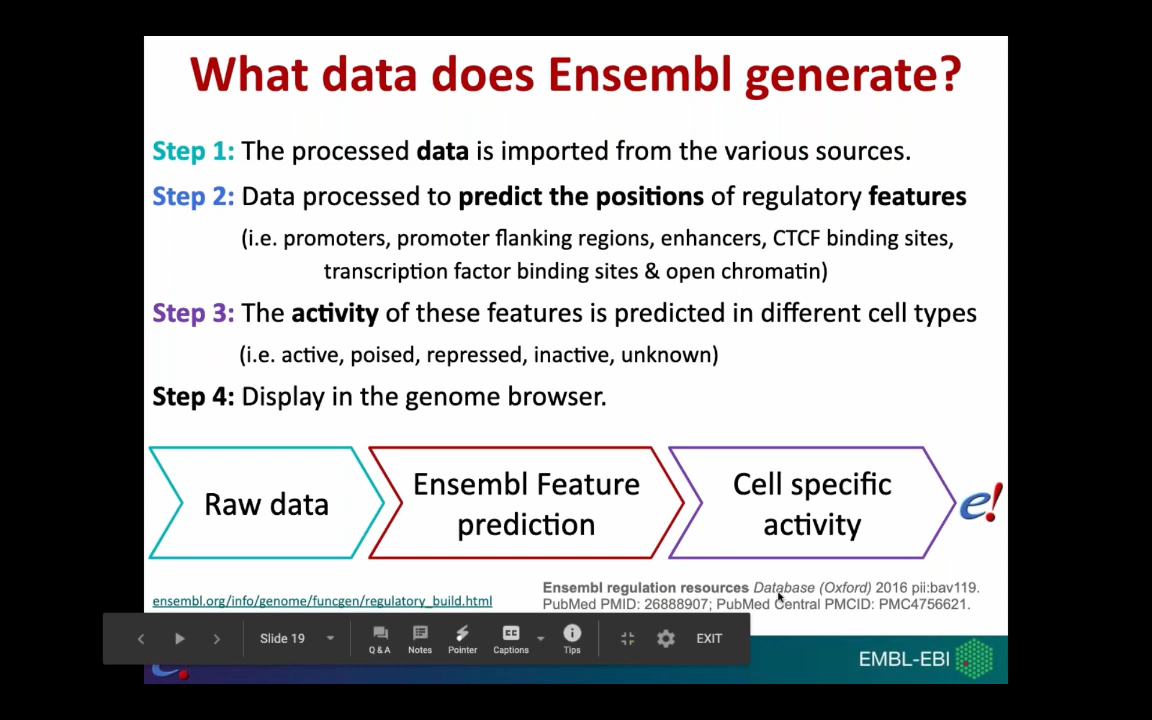 What data does Ensembl generate?
Step 1: The processed data is imported from the various sources.
Step 2: Data processed to predict the positions of regulatory features
(i.e. promoters, promoter flanking regions, enhancers, CTCF binding sites,
transcription factor binding sites & open chromatin)
Step 3: The activity of these features is predicted in different cell types
(i.e. active, poised, repressed, inactive, unknown)
Step 4: Display in the genome browser.
Raw data
Ensembl Feature
prediction
Cell specific
activity
e!
ensembl.org/info/genome/funcgen/regulatory_build.html
Ensembl regulation resources Database (Oxford) 2016 pii:bav119.
PubMed PMID: 26888907; PubMed Central PMCID: PMC4756621.
Slide 19
Q & A
Notes
Pointer
CC
Captions
Tips
EXIT
EMBL-EBI